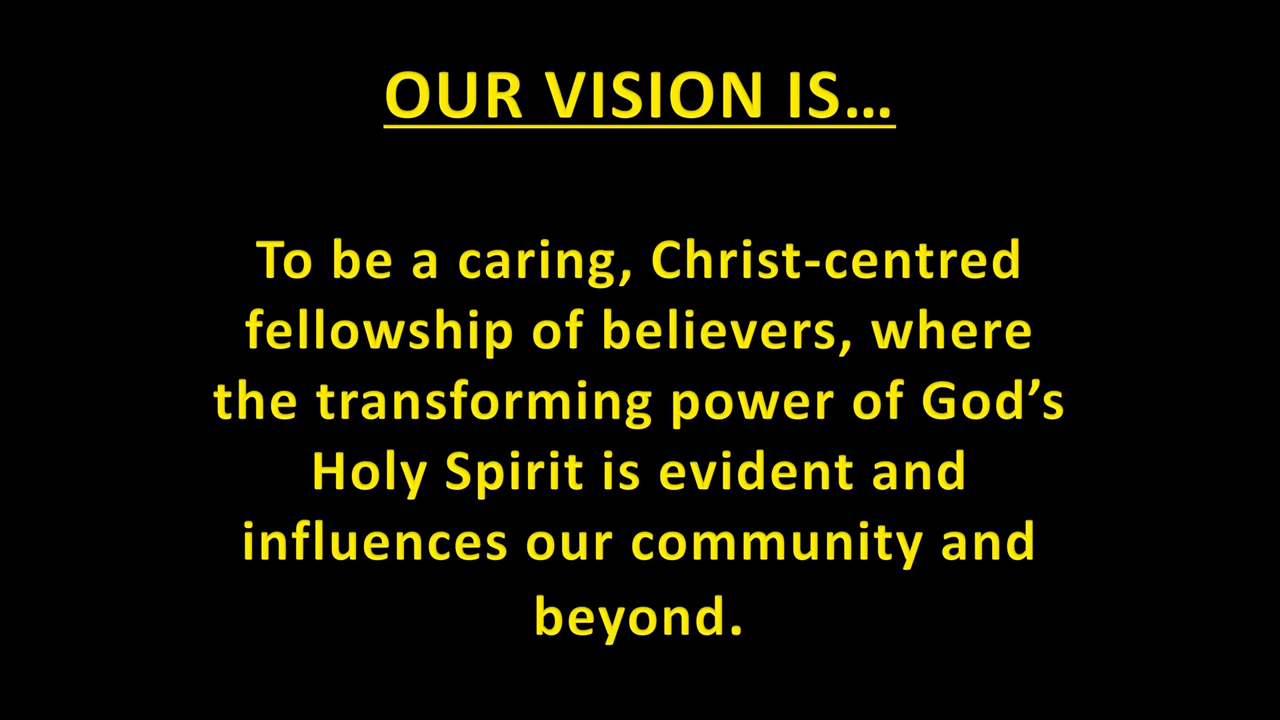 OUR VISION IS…
To be a caring, Christ-centred
fellowship of believers, where
the transforming power of God’s
Holy Spirit is evident and
influences our community and
beyond.